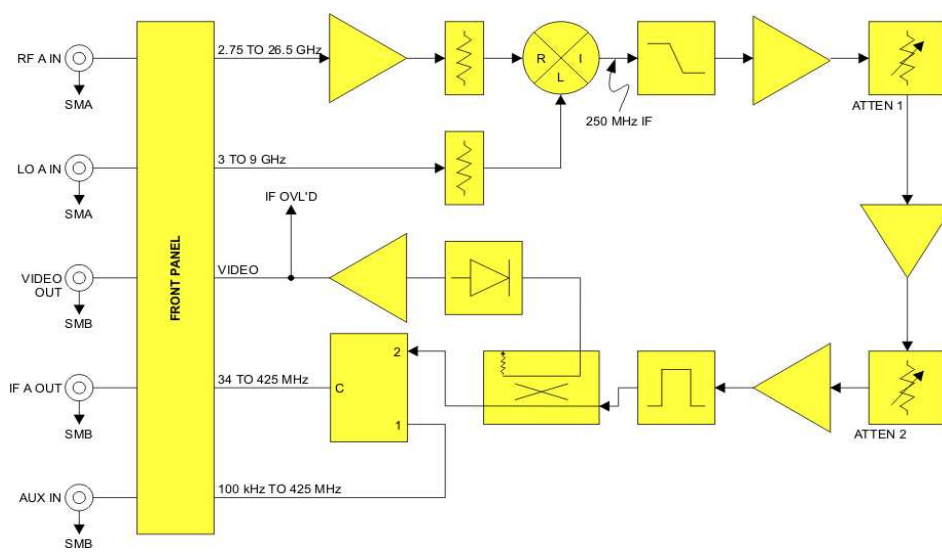 RF A IN
SMA
2.75 TO 26.5 GHz
R
I
L
250 MHz IF
ATTEN 1
LO A IN
SMA
3 TO 9 GHz
IF OVL'D
FRONT PANEL
VIDEO
OUT
SMB
VIDEO
IF A OUT
SMB
34 TO 425 MHz
C
2
1
ATTEN 2
AUX IN
SMB
100 kHz TO 425 MHz